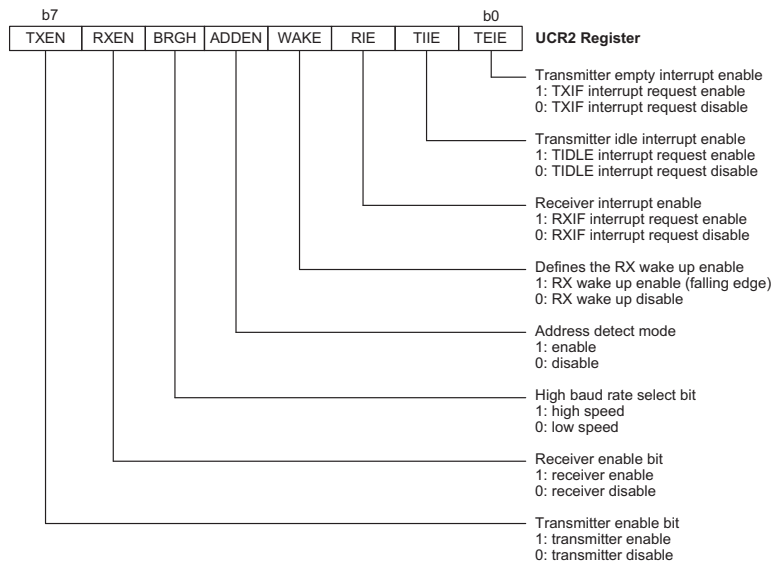 b7 b0
TXEN RXEN BRGH ADDEN WAKE RIE TIIE TEIE UCR2 Register
Transmitter empty interrupt enable
1: TXIF interrupt request enable
0: TXIF interrupt request disable
Transmitter idle interrupt enable
1: TIDLE interrupt request enable
0: TIDLE interrupt request disable
Receiver interrupt enable
1: RXIF interrupt request enable
0: RXIF interrupt request disable
Defines the RX wake up enable
1: RX wake up enable (falling edge)
0: RX wake up disable
Address detect mode
1: enable
0: disable
High baud rate select bit
1: high speed
0: low speed
Receiver enable bit
1: receiver enable
0: receiver disable
Transmitter enable bit
1: transmitter enable
0: transmitter disable